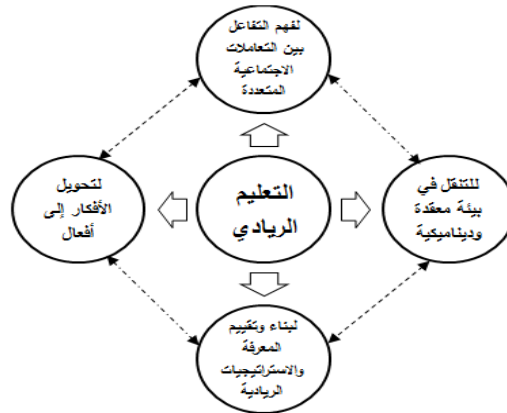 لفهم التفاعل
بين التعاملات
الاجتماعية
المتعددة
للتنقل في
بيئة معقدة
وديناميكية
التعليم
الريادي
لتحويل
الأفكار إلى
أفعال
لبناء وتقييم
المعرفة
والاستراتيجيات
الريادية